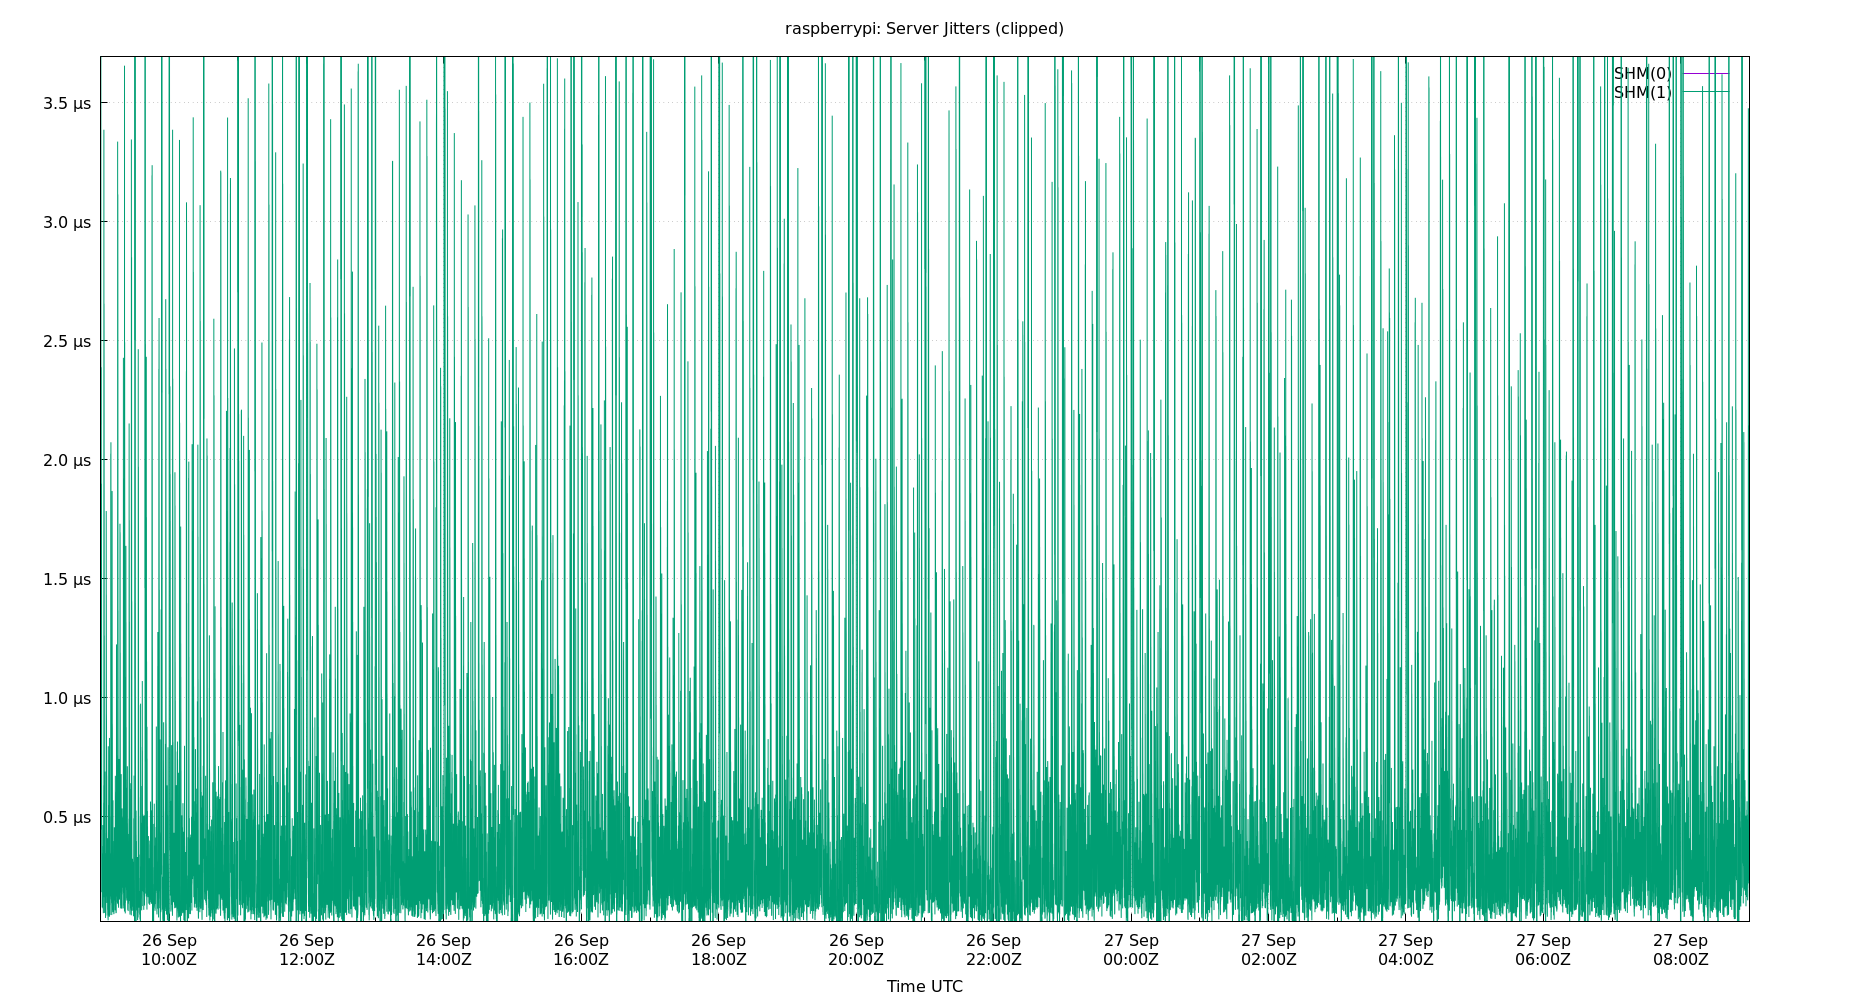 raspberrypi: Server Jitters (clipped)
SHM(0)
SHM(1)
3.5 µs
3.0 µs
2.5 µs
2.0 µs
1.5 µs
1.0 µs
0.5 µs
26 Sep 26 Sep 26 Sep 26 Sep 26 Sep 26 Sep 26 Sep 27 Sep 27 Sep 27 Sep 27 Sep 27 Sep
10:00Z 12:00Z 14:00Z 16:00Z 18:00Z 20:00Z 22:00Z 00:00Z 02:00Z 04:00Z 06:00Z 08:00Z
Time UTC